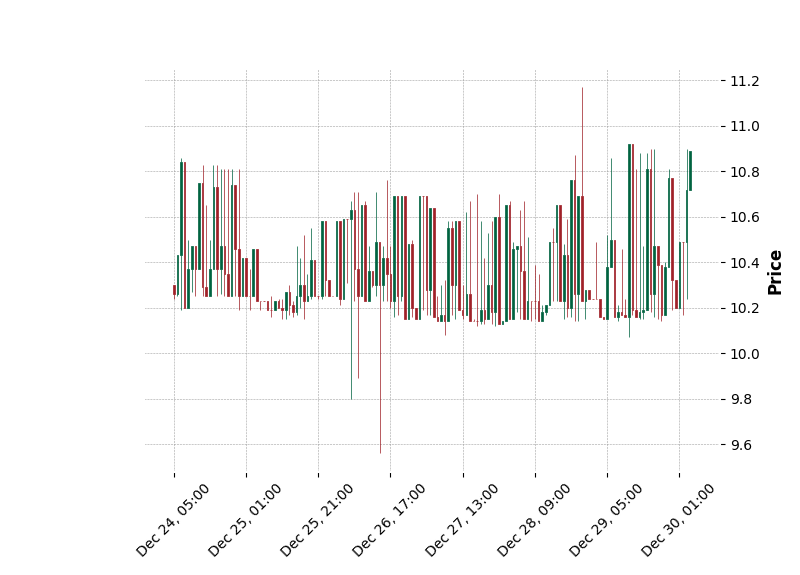 11.2
11.0
10.8
10.6
10.4
10.2
10.0
9.8
9.6
Price
Dec 24, 05:00
Dec 25, 01:00
Dec 25, 21:00
Dec 26, 17:00
Dec 27, 13:00
Dec 28, 09:00
Dec 29, 05:00
Dec 30, 01:00